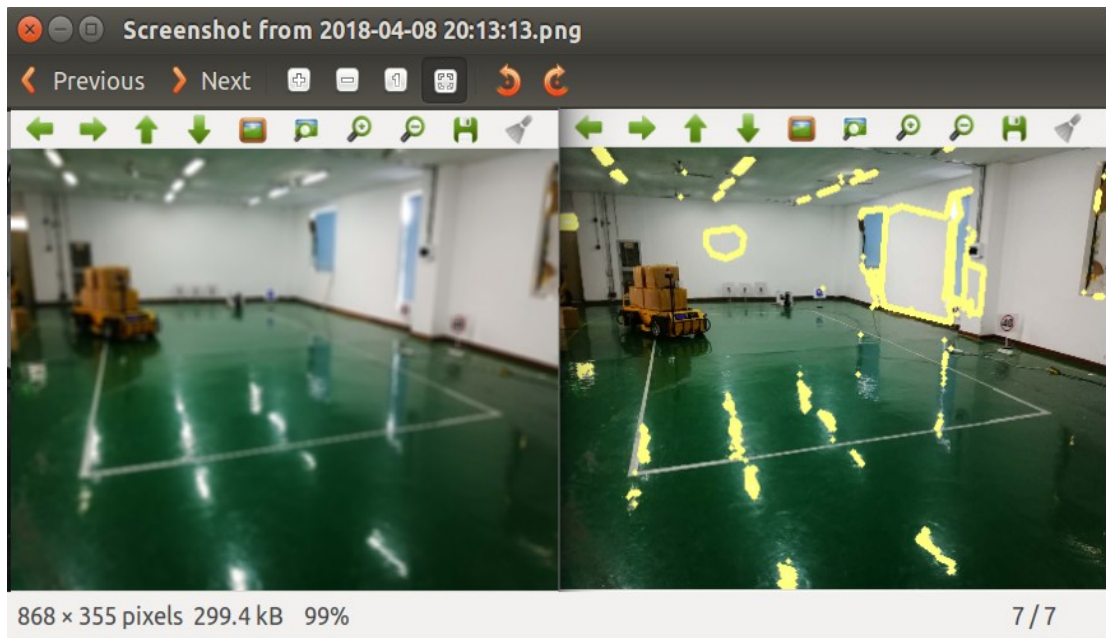 Screenshot from 2018-04-08 20:13:13.png
Previous Next
868 × 355 pixels 299.4 kB 99% 7 / 7